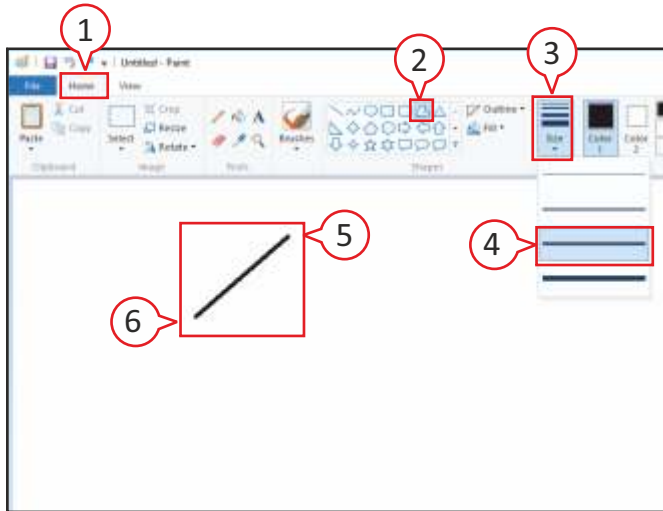 1
2
3
Untitled - Paint
File Home View
Paste
Cut
Copy
Select
Crop
Resize
Rotate
Brushes
Outline
Fill
Size
Color 1
Color 2
Clipboard
Image
Tools
Shapes
4
5
6